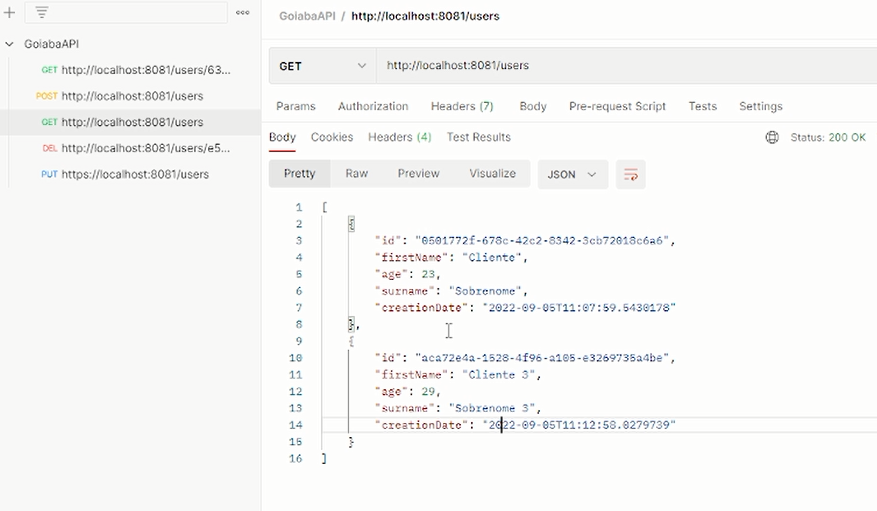 GoiabaAPI
GET http://localhost:8081/users/63...
POST http://localhost:8081/users
GET http://localhost:8081/users
DEL http://localhost:8081/users/e5...
PUT https://localhost:8081/users
GoiabaAPI / http://localhost:8081/users
GET http://localhost:8081/users
Params Authorization Headers (7) Body Pre-request Script Tests Settings
Body Cookies Headers (4) Test Results Status: 200 OK
Pretty Raw Preview Visualize JSON
1 [
2 {
3 "id": "0501772f-678c-42c2-8342-3cb72018c6a6",
4 "firstName": "Cliente",
5 "age": 23,
6 "surname": "Sobrenome",
7 "creationDate": "2022-09-05T11:07:59.5430178"
8 },
9 {
10 "id": "aca72e4a-1528-4f96-a105-e3269735a4be",
11 "firstName": "Cliente 3",
12 "age": 29,
13 "surname": "Sobrenome 3",
14 "creationDate": "2022-09-05T11:12:58.0279739"
15 }
16 ]